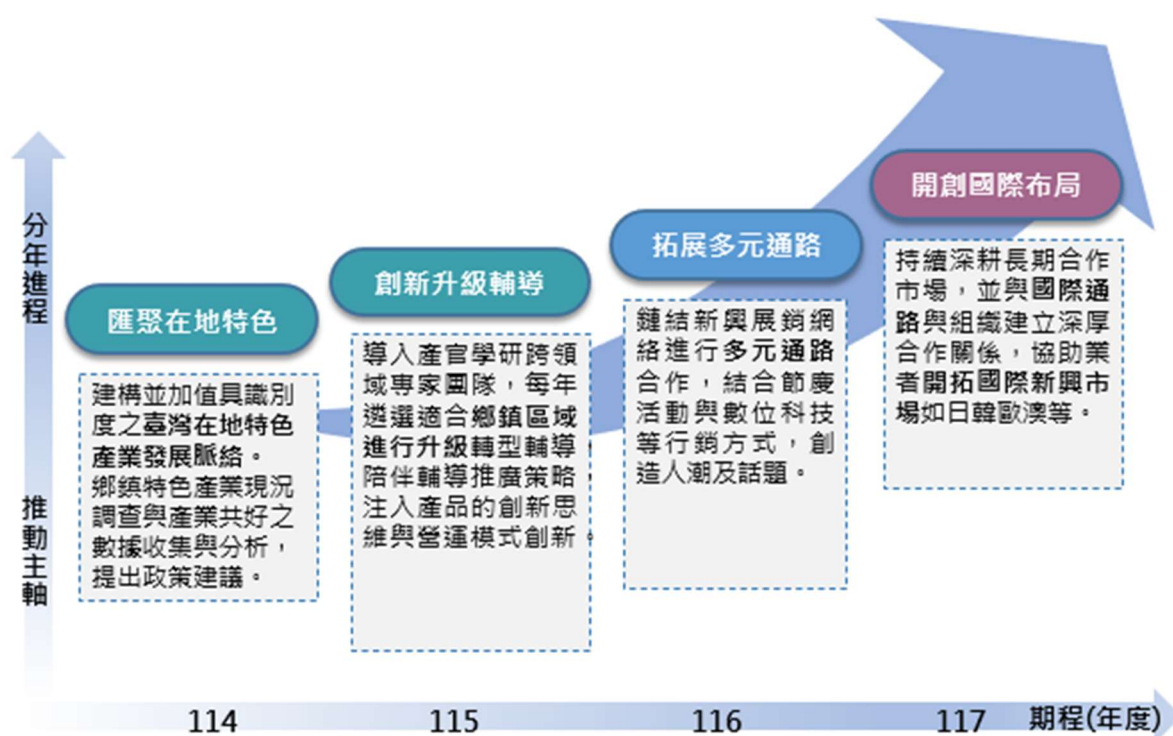 分年進程
推動主軸
匯聚在地特色
建構並加值具識別
度之臺灣在地特色
產業發展脈絡。
鄉鎮特色產業現況
調查與產業共好之
數據收集與分析，
提出政策建議。
創新升級輔導
導入產官學研跨領
域專家團隊，每年
遴選適合鄉鎮區域
進行升級轉型輔導，
陪伴輔導推廣策略，
注入產品的創新思
維與營運模式創新。
拓展多元通路
鏈結新興展銷網
絡進行多元通路
合作，結合節慶
活動與數位科技
等行銷方式，創
造人潮及話題。
開創國際布局
持續深耕長期合作
市場，並與國際通
路與組織建立深厚
合作關係，協助業
者開拓國際新興市
場如日韓歐澳等。
114 115 116 117 期程(年度)